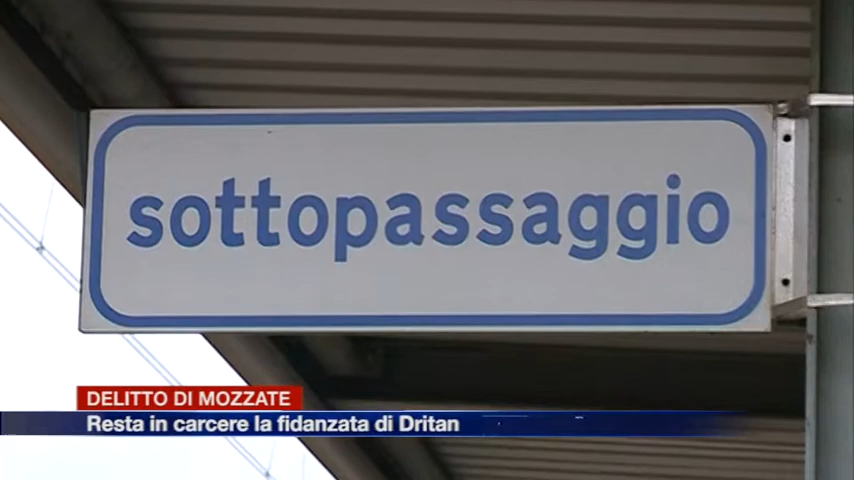 sottopassaggio
DELITTO DI MOZZATE
Resta in carcere la fidanzata di Dritan